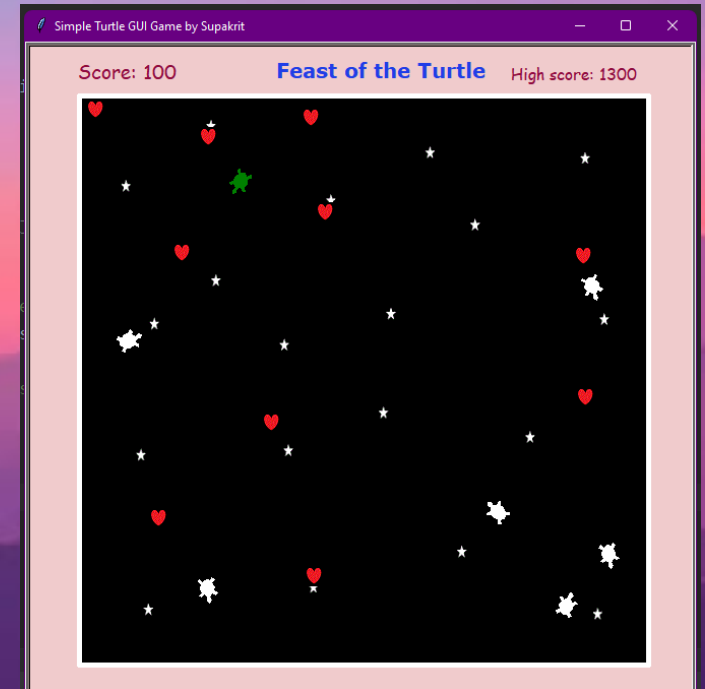 Simple Turtle GUI Game by Supakrit
Score: 100
Feast of the Turtle
High score: 1300